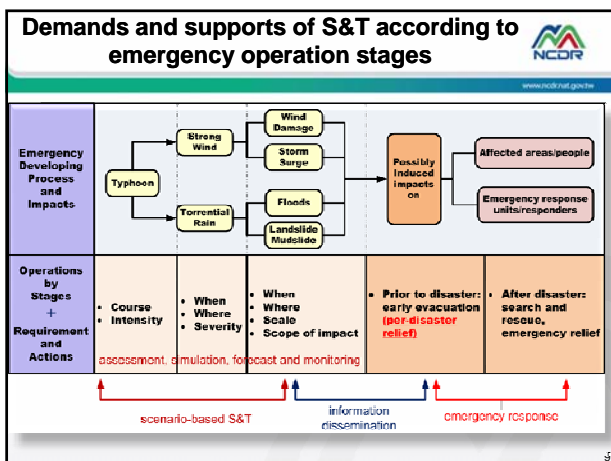 Demands and supports of S&T according to
emergency operation stages
NCDR
www.ncdr.nat.gov.tw
Emergency
Developing
Process
and
Impacts
Typhoon
Strong
Wind
Torrential
Rain
Wind
Damage
Storm
Surge
Floods
Landslide
Mudslide
Possibly
Induced
impacts
on
Affected areas/people
Emergency response
units/responders
Operations
by
Stages
+
Requirement
and
Actions
• Course
• Intensity
• When
• Where
• Severity
• When
• Where
• Scale
• Scope of impact
• Prior to disaster:
early evacuation
(per-disaster
relief)
• After disaster:
search and
rescue,
emergency relief
assessment, simulation, forecast and monitoring
scenario-based S&T
information
dissemination
emergency response